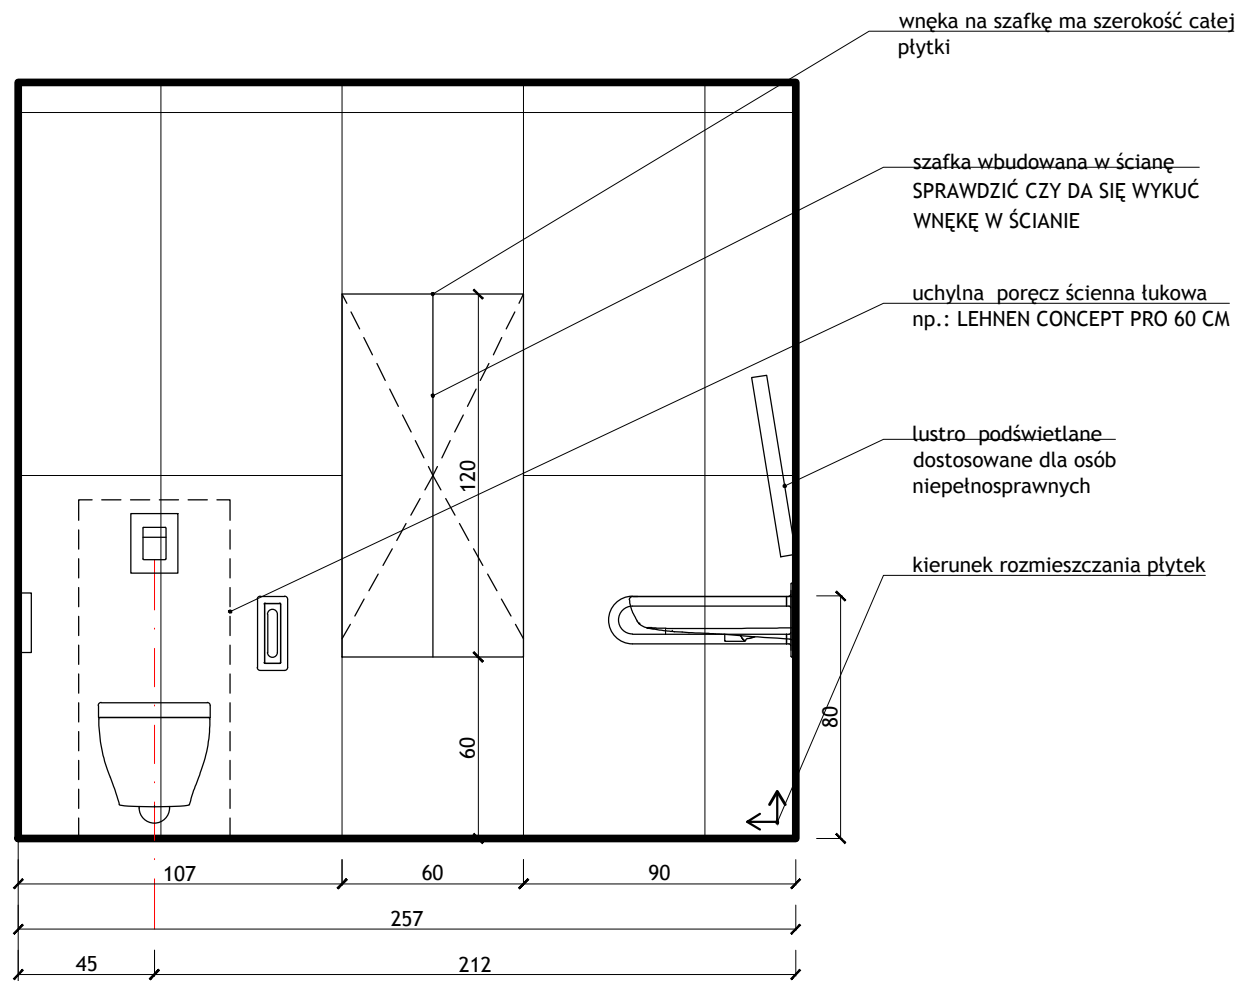 wnęka na szafkę ma szerokość całej
płytki
szafka wbudowana w ścianę
SPRAWDZIĆ CZY DA SIĘ WYKUĆ
WNĘKĘ W ŚCIANIE
uchylna poręcz ścienna łukowa
np.: LEHNEN CONCEPT PRO 60 CM
lustro podświetlane
dostosowane dla osób
niepełnosprawnych
kierunek rozmieszczania płytek
120
60
80
107
60
90
257
45
212